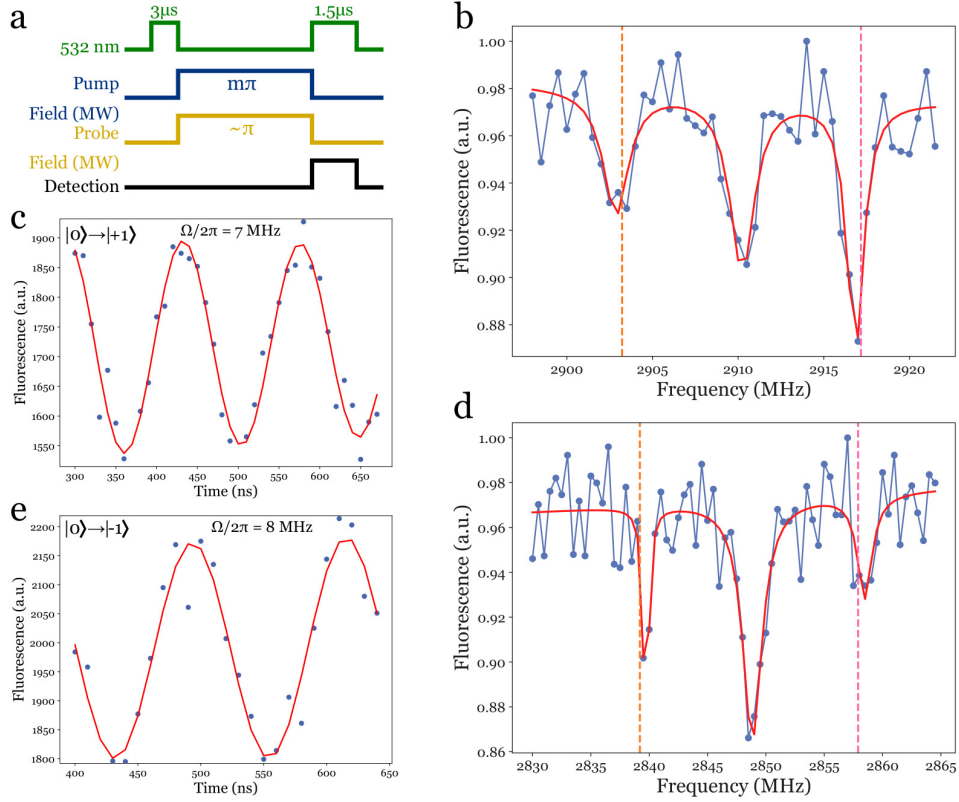 a
3µs
1.5µs
532 nm
Pump
mπ
Field (MW)
Probe
~π
Field (MW)
Detection
b
1.00
0.98
0.96
0.94
0.92
0.90
0.88
Fluorescence (a.u.)
2900
2905
2910
2915
2920
Frequency (MHz)
c
|0⟩→|+1⟩
Ω/2π = 7 MHz
1900
1850
1800
1750
1700
1650
1600
1550
Fluorescence (a.u.)
300
350
400
450
500
550
600
650
Time (ns)
d
1.00
0.98
0.96
0.94
0.92
0.90
0.88
0.86
Fluorescence (a.u.)
2830
2835
2840
2845
2850
2855
2860
2865
Frequency (MHz)
e
|0⟩→|-1⟩
Ω/2π = 8 MHz
2200
2150
2100
2050
2000
1950
1900
1850
1800
Fluorescence (a.u.)
400
450
500
550
600
650
Time (ns)